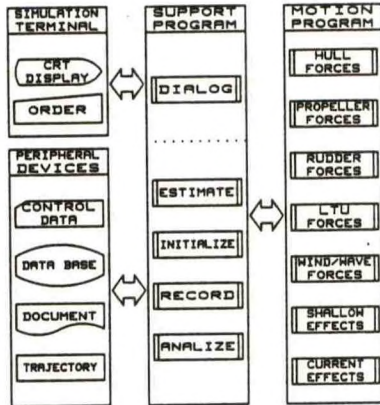 SIMULATION
TERMINAL
CRT
DISPLAY
ORDER
PERIPHERAL
DEVICES
CONTROL
DATA
DATA BASE
DOCUMENT
TRAJECTORY
SUPPORT
PROGRAM
DIALOG
ESTIMATE
INITIALIZE
RECORD
ANALIZE
MOTION
PROGRAM
HULL
FORCES
PROPELLER
FORCES
RUDDER
FORCES
LTU
FORCES
WIND/WAVE
FORCES
SHALLOW
EFFECTS
CURRENT
EFFECTS